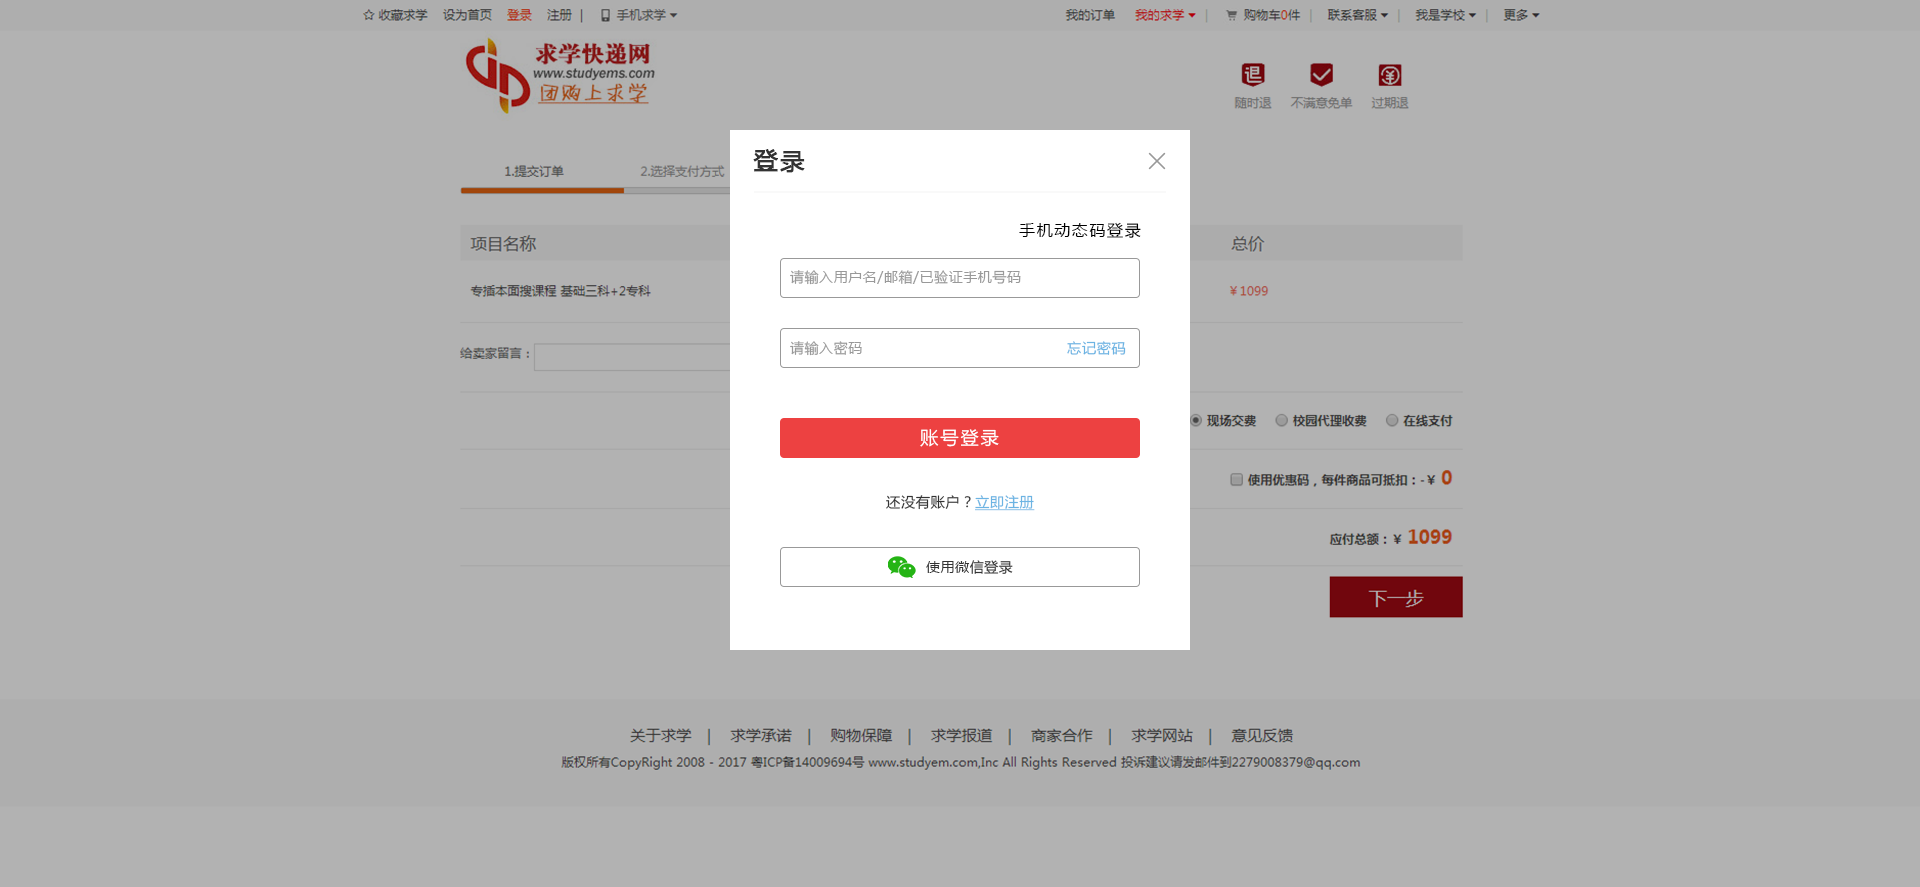 收藏求学 设为首页 登录 注册 | 手机求学 我的订单 我的求学 | 购物车0件 | 联系客服 | 我是学校 | 更多
求学快递网
www.studyems.com
团购上求学
退
随时退 不满意免单 过期退
登录
1.提交订单 2.选择支付方式
手机动态码登录
项目名称 总价
请输入用户名/邮箱/已验证手机号码
专插本面搜课程 基础三科+2专科 ¥1099
请输入密码 忘记密码
给卖家留言：
现场交费 校园代理收费 在线支付
账号登录
使用优惠码，每件商品可抵扣：-¥ 0
还没有账户？立即注册
应付总额：¥ 1099
使用微信登录
下一步
关于求学 | 求学承诺 | 购物保障 | 求学报道 | 商家合作 | 求学网站 | 意见反馈
版权所有CopyRight 2008 - 2017 粤ICP备14009694号 www.studyem.com,Inc All Rights Reserved 投诉建议请发邮件到2279008379@qq.com